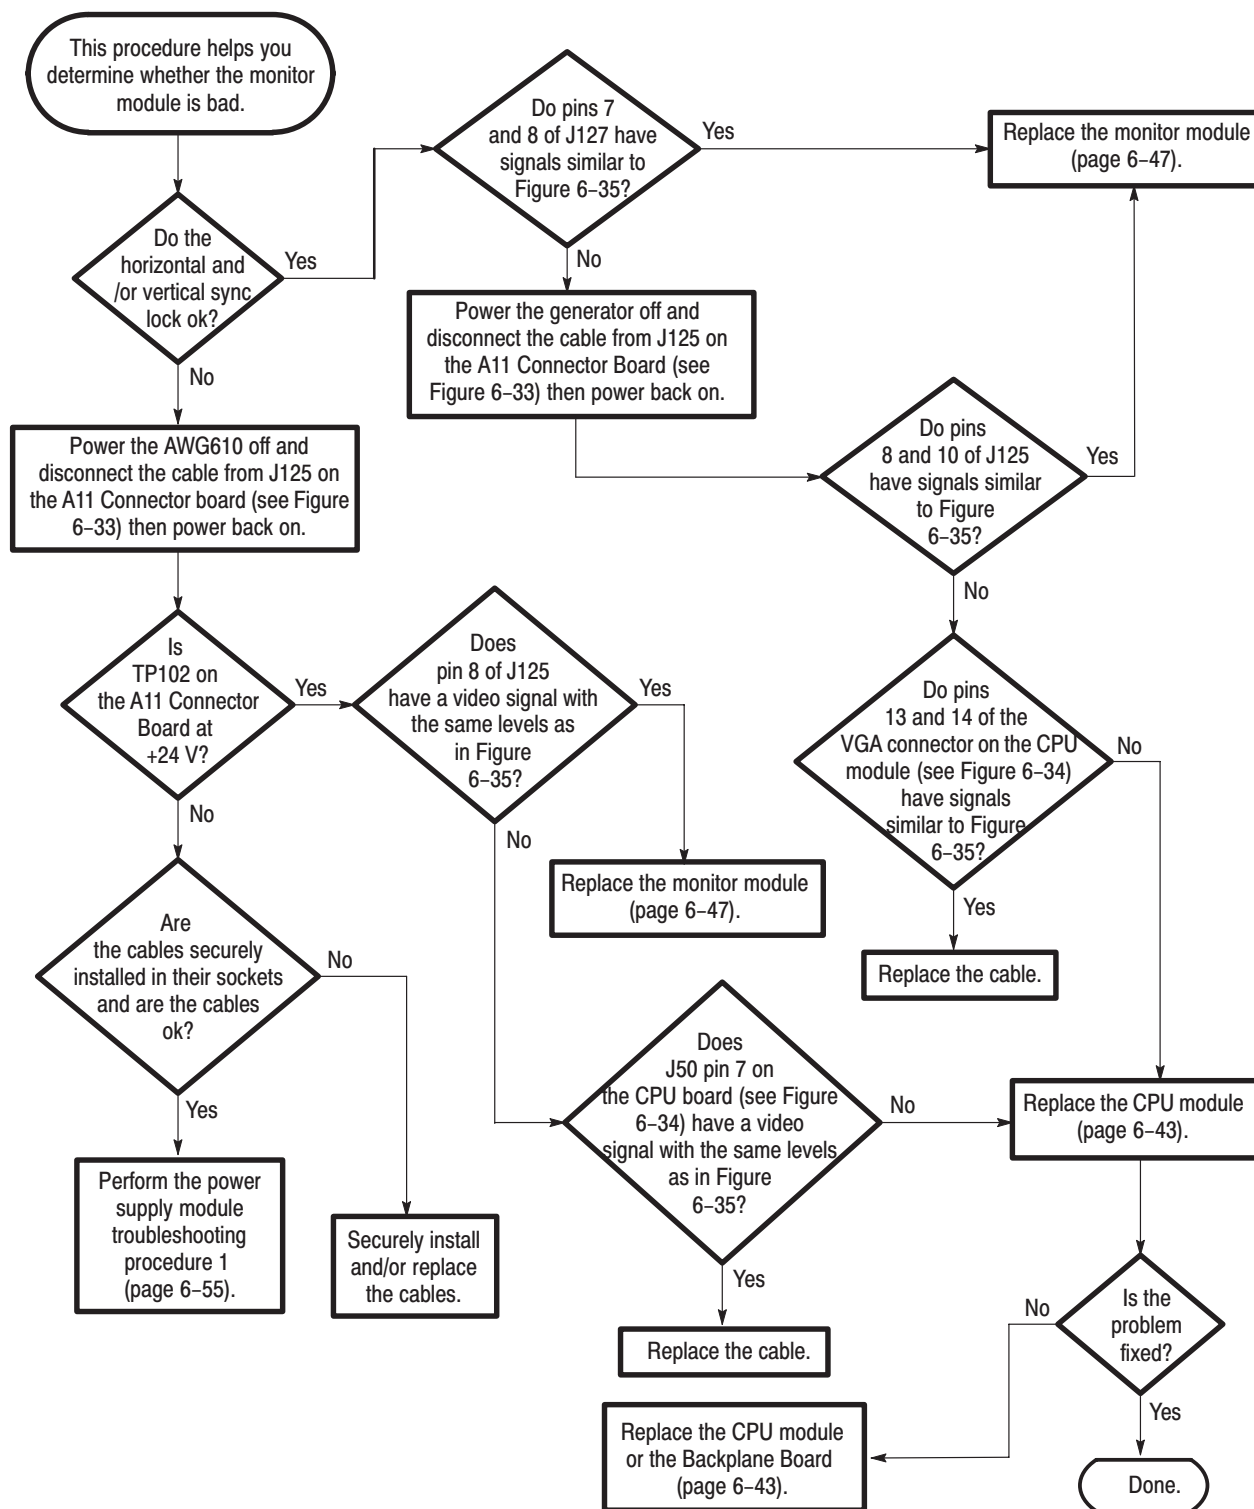 This procedure helps you
determine whether the monitor
module is bad.
Do the
horizontal and
/or vertical sync
lock ok?
Yes
No
Do pins 7
and 8 of J127 have
signals similar to
Figure 6–35?
Yes
No
Replace the monitor module
(page 6–47).
Power the generator off and
disconnect the cable from J125 on
the A11 Connector Board (see
Figure 6–33) then power back on.
Do pins
8 and 10 of J125
have signals similar
to Figure
6–35?
Yes
No
Power the AWG610 off and
disconnect the cable from J125 on
the A11 Connector board (see Figure
6–33) then power back on.
Is
TP102 on
the A11 Connector
Board at
+24 V?
Yes
No
Does
pin 8 of J125
have a video signal with
the same levels as
in Figure
6–35?
Yes
No
Do pins
13 and 14 of the
VGA connector on the CPU
module (see Figure 6–34)
have signals
similar to Figure
6–35?
No
Yes
Replace the monitor module
(page 6–47).
Replace the cable.
Are
the cables securely
installed in their sockets
and are the cables
ok?
No
Yes
Does
J50 pin 7 on
the CPU board (see Figure
6–34) have a video
signal with the same levels
as in Figure
6–35?
No
Yes
Replace the CPU module
(page 6–43).
Perform the power
supply module
troubleshooting
procedure 1
(page 6–55).
Securely install
and/or replace
the cables.
Replace the cable.
Is the
problem
fixed?
No
Yes
Replace the CPU module
or the Backplane Board
(page 6–43).
Done.